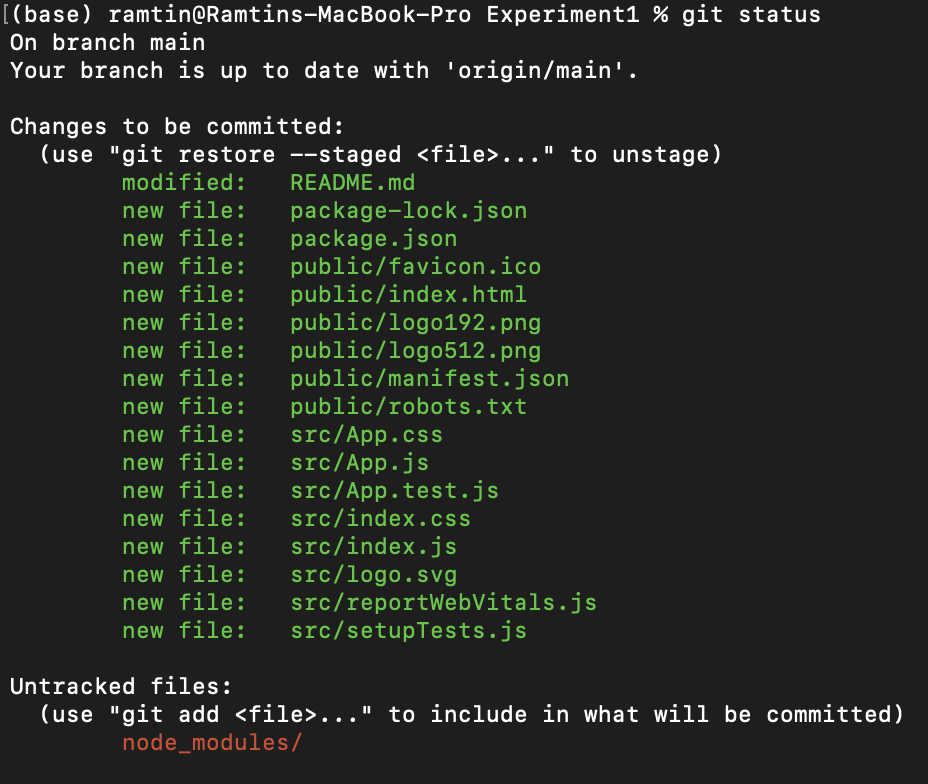 [(base) ramtin@Ramtins-MacBook-Pro Experiment1 % git status
On branch main
Your branch is up to date with 'origin/main'.

Changes to be committed:
  (use "git restore --staged <file>..." to unstage)
        modified:   README.md
        new file:   package-lock.json
        new file:   package.json
        new file:   public/favicon.ico
        new file:   public/index.html
        new file:   public/logo192.png
        new file:   public/logo512.png
        new file:   public/manifest.json
        new file:   public/robots.txt
        new file:   src/App.css
        new file:   src/App.js
        new file:   src/App.test.js
        new file:   src/index.css
        new file:   src/index.js
        new file:   src/logo.svg
        new file:   src/reportWebVitals.js
        new file:   src/setupTests.js

Untracked files:
  (use "git add <file>..." to include in what will be committed)
        node_modules/